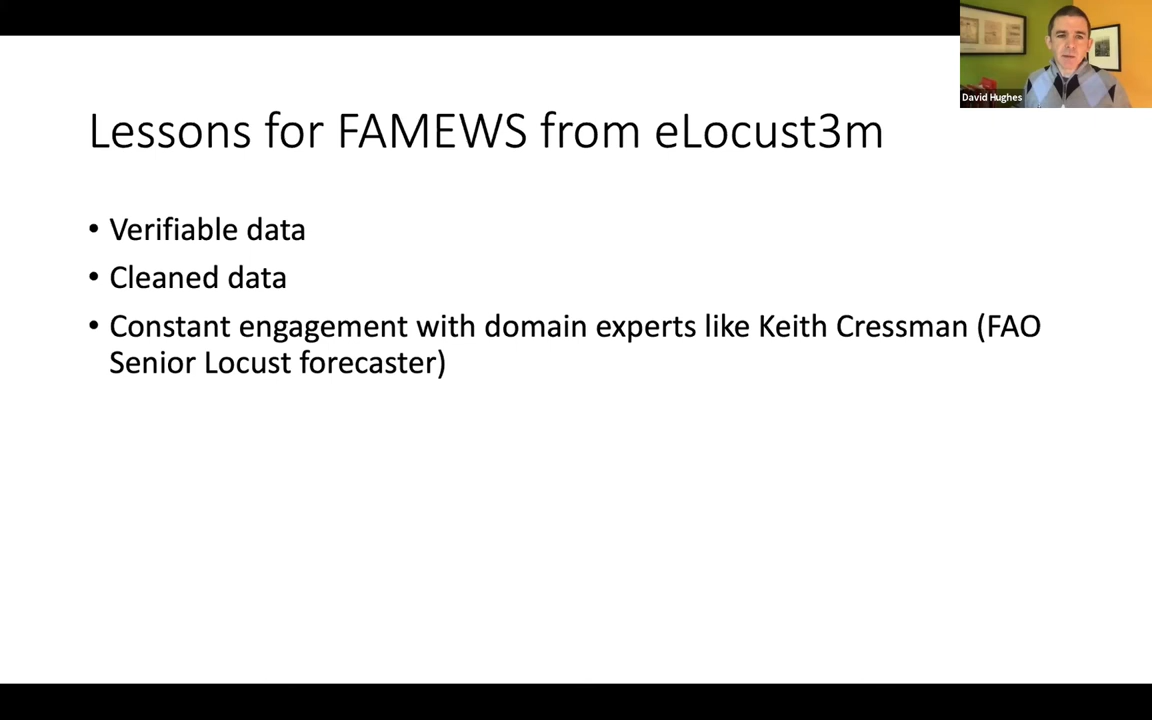 David Hughes
Lessons for FAMEWS from eLocust3m
• Verifiable data
• Cleaned data
• Constant engagement with domain experts like Keith Cressman (FAO
Senior Locust forecaster)